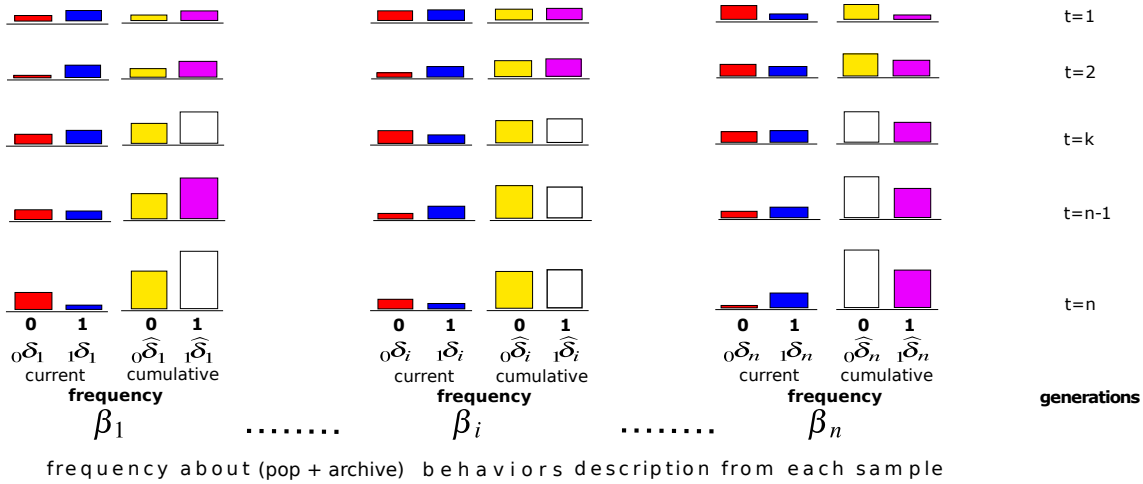 t=1
t=2
t=k
t=n-1
t=n
0 1 0 1 0 1 0 1 0 1 0 1
₀δ₁ ₁δ₁ ₀δ̂₁ ₁δ̂₁ ₀δᵢ ₁δᵢ ₀δ̂ᵢ ₁δ̂ᵢ ₀δₙ ₁δₙ ₀δ̂ₙ ₁δ̂ₙ
current cumulative current cumulative current cumulative
frequency frequency frequency generations
β₁ ........ βᵢ ........ βₙ
frequency about (pop + archive) behaviors description from each sample